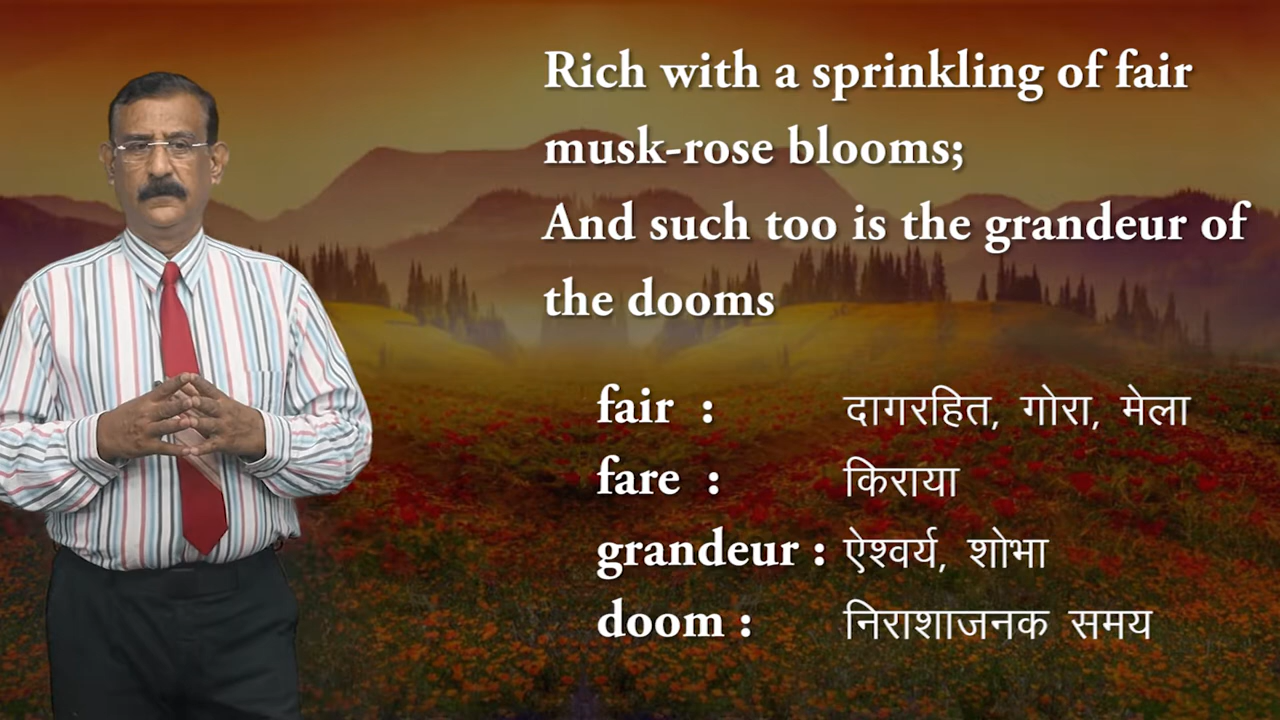 Rich with a sprinkling of fair
musk-rose blooms;
And such too is the grandeur of
the dooms
fair : दागरहित, गोरा, मेला
fare : किराया
grandeur : ऐश्वर्य, शोभा
doom : निराशाजनक समय